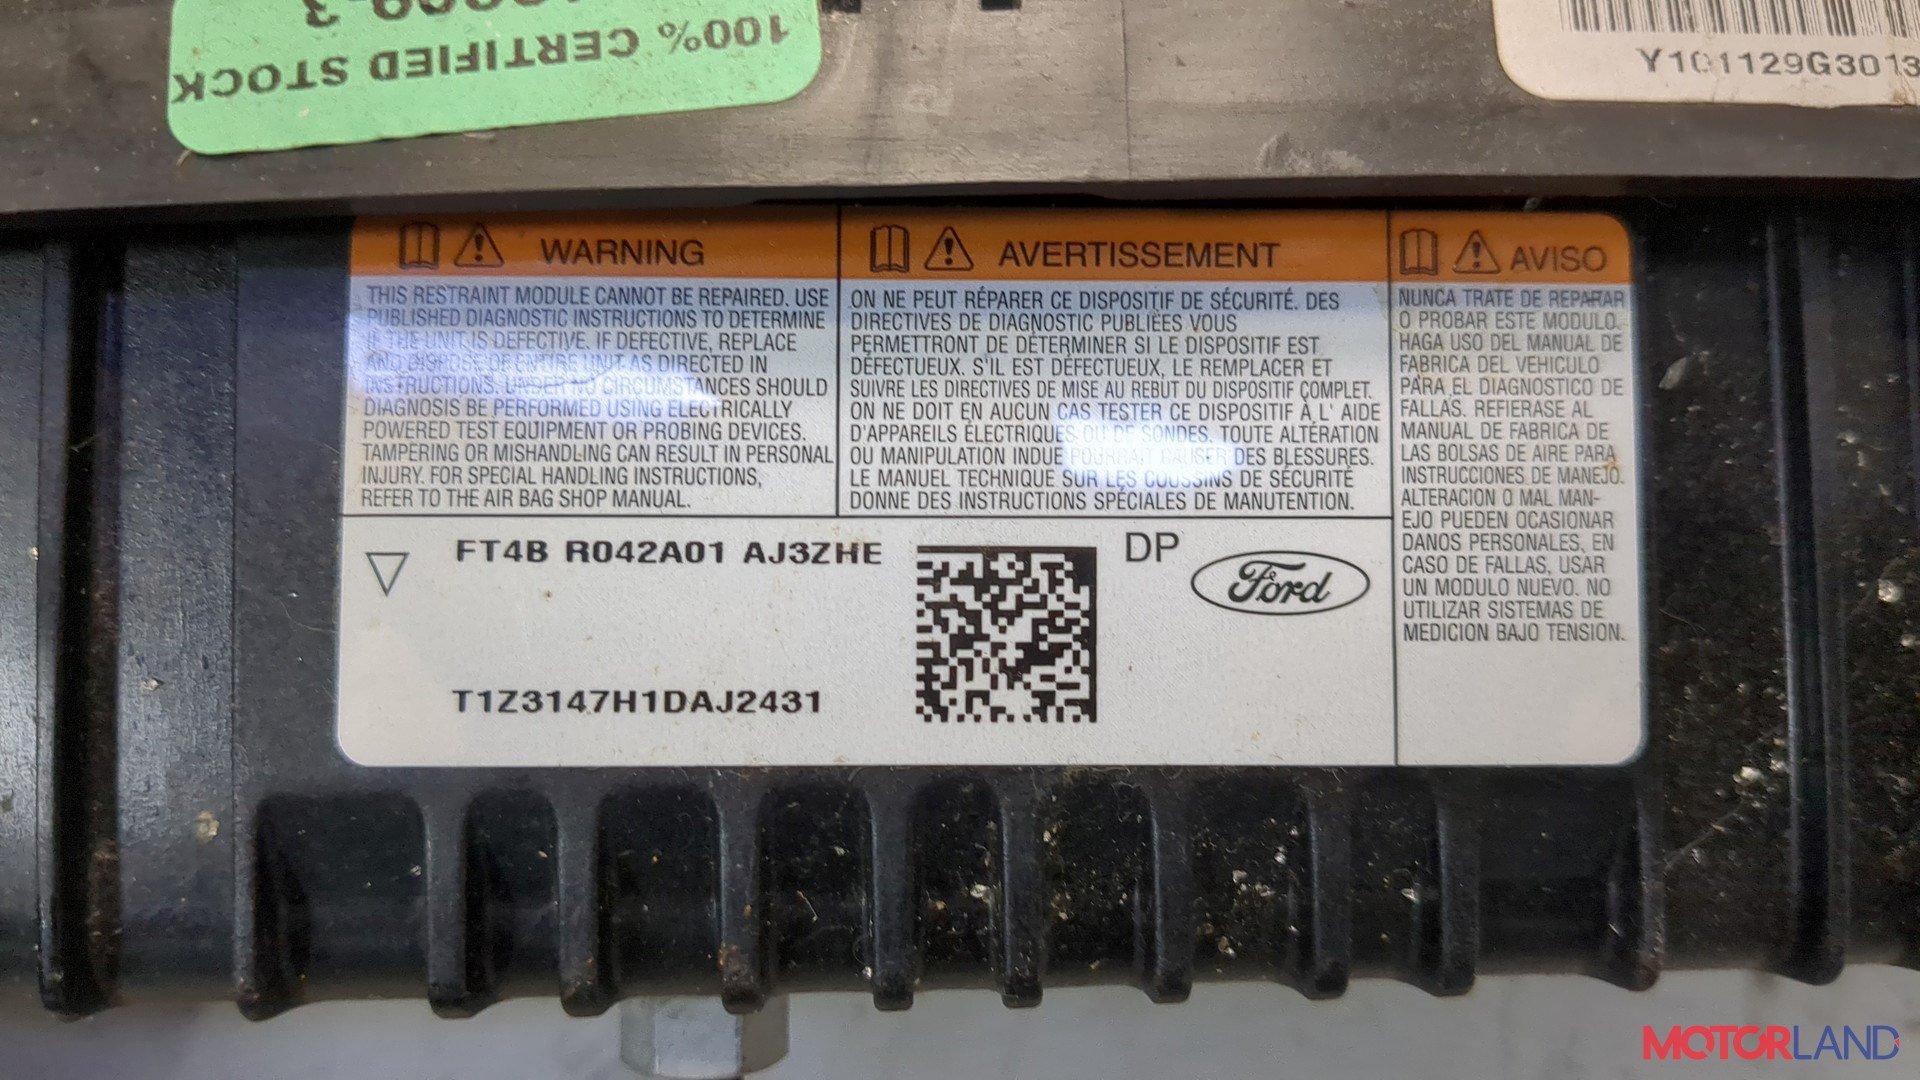 100% CERTIFIED STOCK
Y101129G3013
WARNING
THIS RESTRAINT MODULE CANNOT BE REPAIRED. USE
PUBLISHED DIAGNOSTIC INSTRUCTIONS TO DETERMINE
IF THE UNIT IS DEFECTIVE. IF DEFECTIVE, REPLACE
AND DISPOSE OF ENTIRE UNIT AS DIRECTED IN
INSTRUCTIONS. UNDER NO CIRCUMSTANCES SHOULD
DIAGNOSIS BE PERFORMED USING ELECTRICALLY
POWERED TEST EQUIPMENT OR PROBING DEVICES.
TAMPERING OR MISHANDLING CAN RESULT IN PERSONAL
INJURY. FOR SPECIAL HANDLING INSTRUCTIONS,
REFER TO THE AIR BAG SHOP MANUAL.
AVERTISSEMENT
ON NE PEUT RÉPARER CE DISPOSITIF DE SÉCURITÉ. DES
DIRECTIVES DE DIAGNOSTIC PUBLIÉES VOUS
PERMETTRONT DE DÉTERMINER SI LE DISPOSITIF EST
DÉFECTUEUX. S'IL EST DÉFECTUEUX, LE REMPLACER ET
SUIVRE LES DIRECTIVES DE MISE AU REBUT DU DISPOSITIF COMPLET.
ON NE DOIT EN AUCUN CAS TESTER CE DISPOSITIF À L' AIDE
D'APPAREILS ÉLECTRIQUES OU DE SONDES. TOUTE ALTÉRATION
OU MANIPULATION INDUE POURRAIT CAUSER DES BLESSURES.
LE MANUEL TECHNIQUE SUR LES COUSSINS DE SÉCURITÉ
DONNE DES INSTRUCTIONS SPÉCIALES DE MANUTENTION.
AVISO
NUNCA TRATE DE REPARAR
O PROBAR ESTE MODULO.
HAGA USO DEL MANUAL DE
FABRICA DEL VEHICULO
PARA EL DIAGNOSTICO DE
FALLAS. REFIERASE AL
MANUAL DE FABRICA DE
LAS BOLSAS DE AIRE PARA
INSTRUCCIONES DE MANEJO.
ALTERACION O MAL MAN-
EJO PUEDEN OCASIONAR
DANOS PERSONALES, EN
CASO DE FALLAS, USAR
UN MODULO NUEVO. NO
UTILIZAR SISTEMAS DE
MEDICION BAJO TENSION.
FT4B R042A01 AJ3ZHE
DP
Ford
T1Z3147H1DAJ2431
MOTORLAND